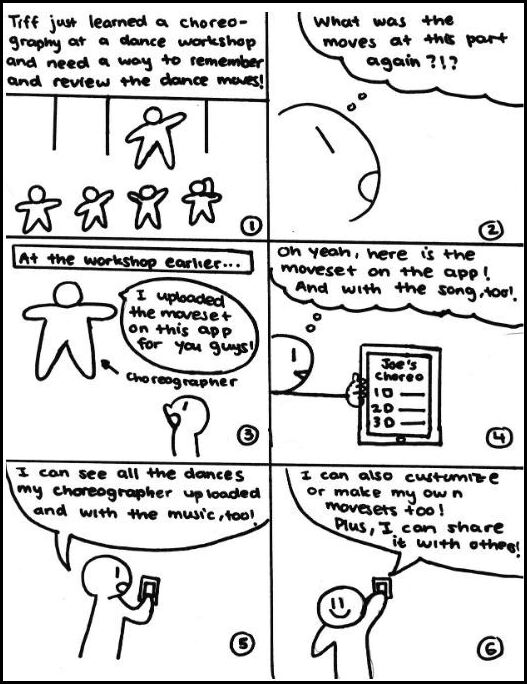 Tiff just learned a choreo-
graphy at a dance workshop
and need a way to remember
and review the dance moves!
1
What was the
moves at this part
again?!?
2
At the workshop earlier...
I uploaded
the moveset
on this app
for you guys!
choreographer
3
Oh yeah, here is the
moveset on the app!
And with the song, too!
Joe's
Choreo
1
2
3
4
I can see all the dances
my choreographer uploaded
and with the music, too!
5
I can also custumize
or make my own
movesets too!
Plus, I can share
it with others!
6